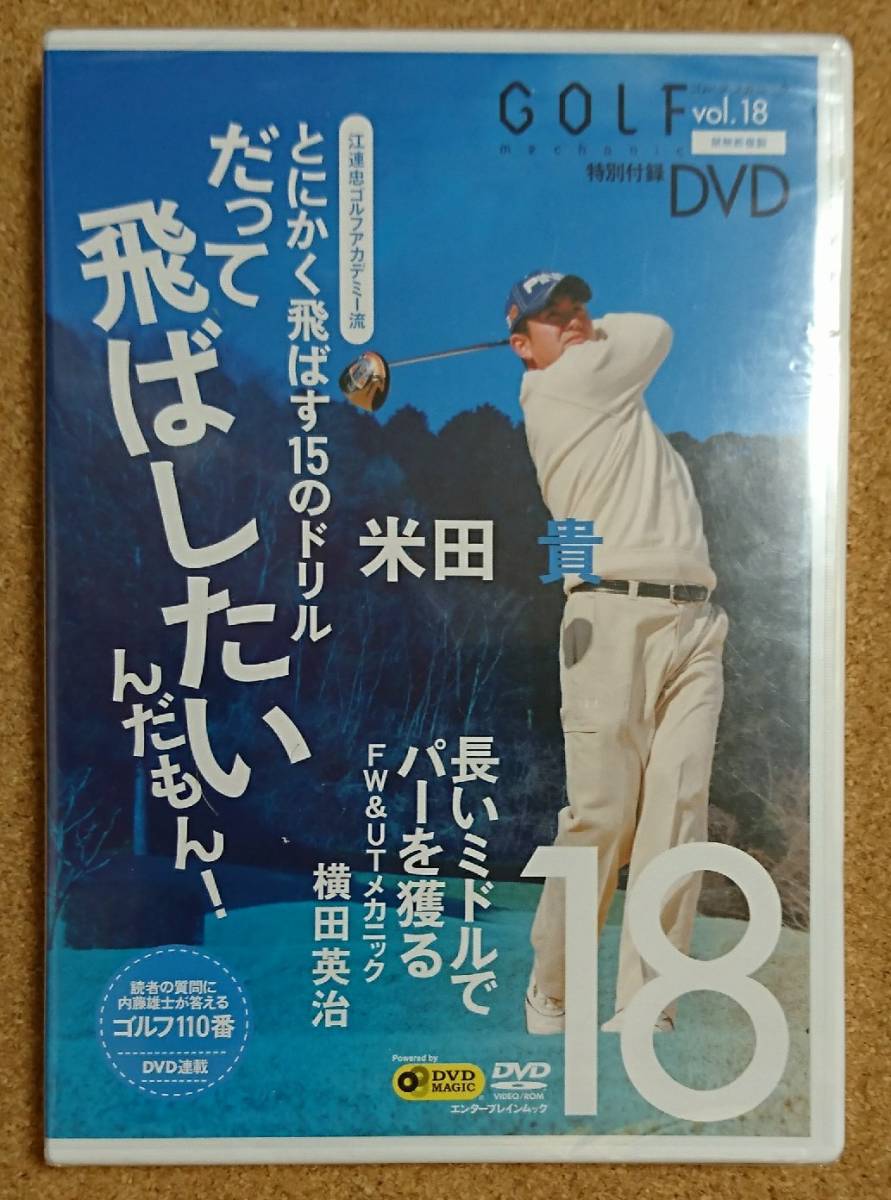 GOLF
mechanic
vol.18
禁無断複製
特別付録
DVD
江連忠ゴルフアカデミー流
とにかく飛ばす15のドリル
だって
飛ばしたい
んだもん!
米田 貴
長いミドルで
パーを獲る
FW&UTメカニック
横田英治
18
読者の質問に
内藤雄士が答える
ゴルフ110番
DVD連載
Powered by
DVD
MAGIC
DVD
VIDEO/ROM
エンターブレインムック